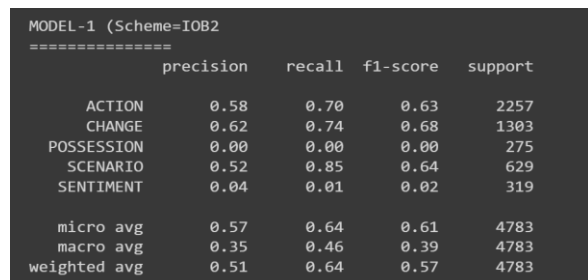 MODEL-1 (Scheme=IOB2
===============
precision recall f1-score support
ACTION 0.58 0.70 0.63 2257
CHANGE 0.62 0.74 0.68 1303
POSSESSION 0.00 0.00 0.00 275
SCENARIO 0.52 0.85 0.64 629
SENTIMENT 0.04 0.01 0.02 319
micro avg 0.57 0.64 0.61 4783
macro avg 0.35 0.46 0.39 4783
weighted avg 0.51 0.64 0.57 4783